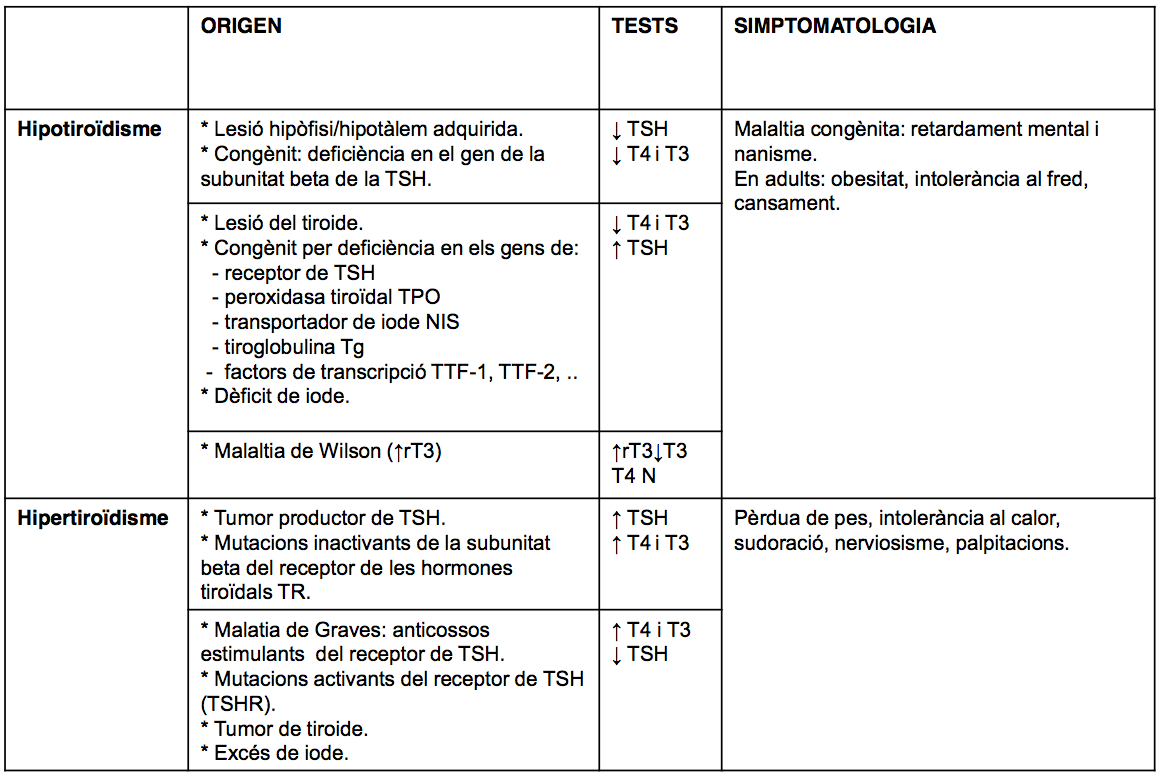 ORIGEN
TESTS
SIMPTOMATOLOGIA
Hipotiroïdisme
* Lesió hipòfisi/hipotàlem adquirida.
* Congènit: deficiència en el gen de la
subunitat beta de la TSH.
↓ TSH
↓ T4 i T3
Malaltia congènita: retardament mental i
nanisme.
En adults: obesitat, intolerància al fred,
cansament.
* Lesió del tiroide.
* Congènit per deficiència en els gens de:
- receptor de TSH
- peroxidasa tiroïdal TPO
- transportador de iode NIS
- tiroglobulina Tg
- factors de transcripció TTF-1, TTF-2, ..
* Dèficit de iode.
↓ T4 i T3
↑ TSH
* Malaltia de Wilson (↑rT3)
↑rT3↓T3
T4 N
Hipertiroïdisme
* Tumor productor de TSH.
* Mutacions inactivants de la subunitat
beta del receptor de les hormones
tiroïdals TR.
↑ TSH
↑ T4 i T3
Pèrdua de pes, intolerància al calor,
sudoració, nerviosisme, palpitacions.
* Malatia de Graves: anticossos
estimulants  del receptor de TSH.
* Mutacions activants del receptor de TSH
(TSHR).
* Tumor de tiroide.
* Excés de iode.
↑ T4 i T3
↓ TSH